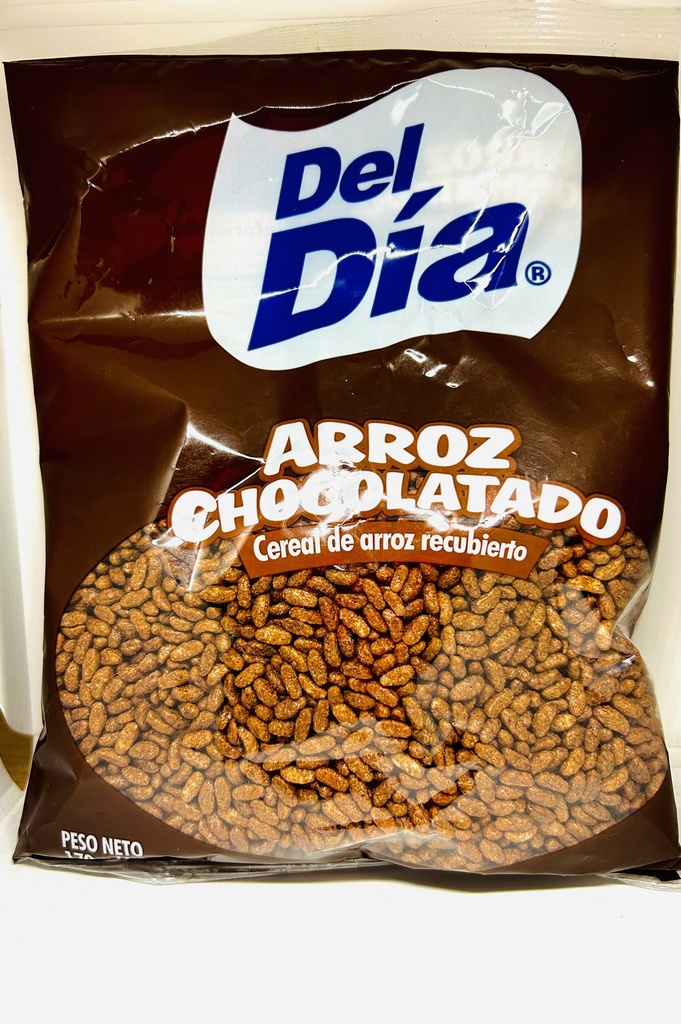 Del
Día®
ARROZ
CHOCOLATADO
Cereal de arroz recubierto
PESO NETO